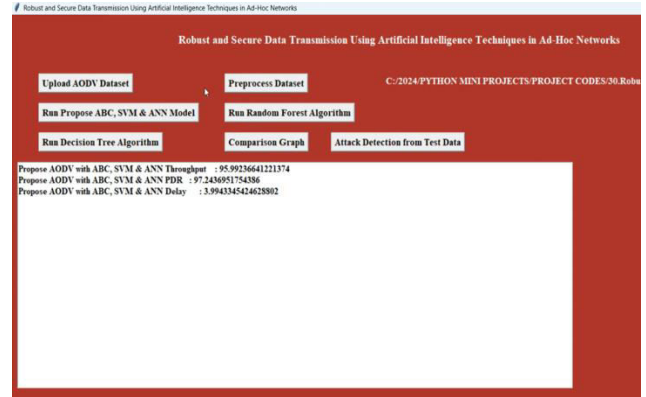 Robust and Secure Data Transmission Using Artificial Intelligence Techniques in Ad-Hoc Networks
Robust and Secure Data Transmission Using Artificial Intelligence Techniques in Ad-Hoc Networks
Upload AODV Dataset
Preprocess Dataset
C:/2024/PYTHON MINI PROJECTS/PROJECT CODES/30.Robu
Run Propose ABC, SVM & ANN Model
Run Random Forest Algorithm
Run Decision Tree Algorithm
Comparison Graph
Attack Detection from Test Data
Propose AODV with ABC, SVM & ANN Throughput : 95.99236641221374
Propose AODV with ABC, SVM & ANN PDR : 97.2436951754386
Propose AODV with ABC, SVM & ANN Delay : 3.9943345424628802